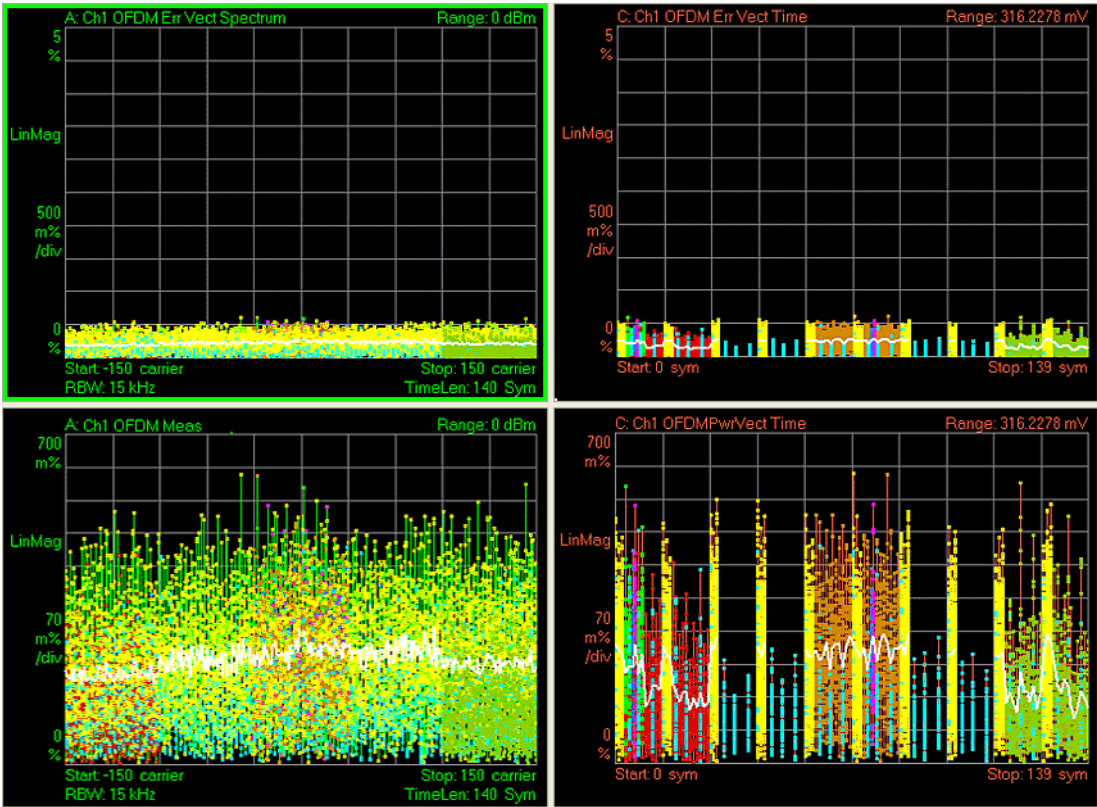 A: Ch1 OFDM Err Vect Spectrum
Range: 0 dBm
5
%
LinMag
500
m%
/div
0
%
Start: -150 carrier
Stop: 150 carrier
RBW: 15 kHz
TimeLen: 140 Sym
C: Ch1 OFDM Err Vect Time
Range: 316.2278 mV
5
%
LinMag
500
m%
/div
0
%
Start: 0 sym
Stop: 139 sym
A: Ch1 OFDM Meas
Range: 0 dBm
700
m%
LinMag
70
m%
/div
0
%
Start: -150 carrier
Stop: 150 carrier
RBW: 15 kHz
TimeLen: 140 Sym
C: Ch1 OFDMPwrVect Time
Range: 316.2278 mV
700
m%
LinMag
70
m%
/div
0
%
Start: 0 sym
Stop: 139 sym